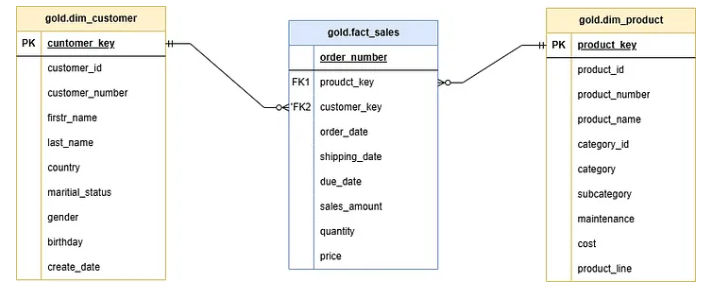 gold.dim_customer
PK cuntomer_key
customer_id
customer_number
firstr_name
last_name
country
maritial_status
gender
birthday
create_date
gold.fact_sales
order_number
FK1 proudct_key
*FK2 customer_key
order_date
shipping_date
due_date
sales_amount
quantity
price
gold.dim_product
PK product_key
product_id
product_number
product_name
category_id
category
subcategory
maintenance
cost
product_line